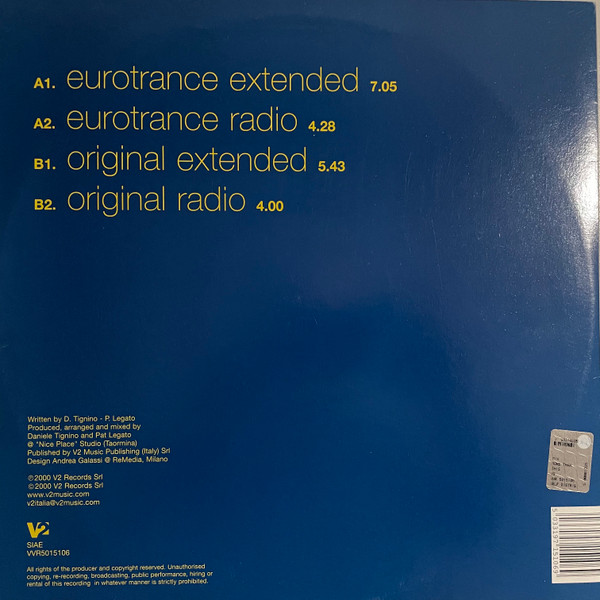 A1. eurotrance extended 7.05
A2. eurotrance radio 4.28
B1. original extended 5.43
B2. original radio 4.00
Written by D. Tignino - P. Legato
Produced, arranged and mixed by
Daniele Tignino and Pat Legato
@ "Nice Place" Studio (Taormina)
Published by V2 Music Publishing (Italy) Srl
Design Andrea Galassi @ ReMedia, Milano
℗2000 V2 Records Srl
©2000 V2 Records Srl
www.v2music.com
v2italia@v2music.com
V2
SIAE
VVR5015106
All rights of the producer and copyright reserved. Unauthorised
copying, re-recording, broadcasting, public performance, hiring or
rental of this recording in whatever manner is strictly prohibited.
5033197191069